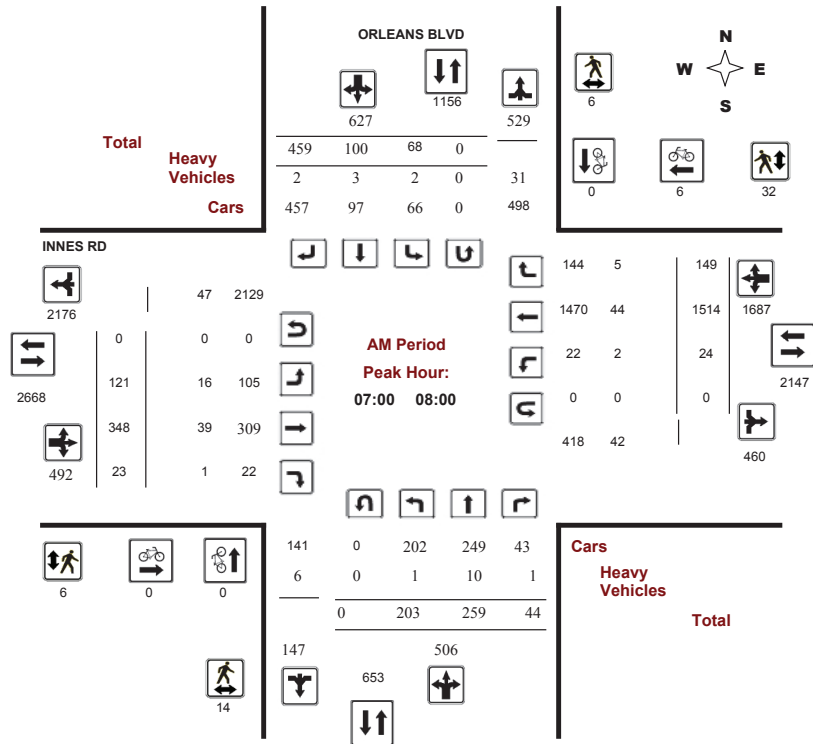 ORLEANS BLVD
N
W E
S
1156
6
627 529
Total 459 100 68 0
Heavy
Vehicles 2 3 2 0 31
Cars 457 97 66 0 498
0 6 32
INNES RD
2176 47 2129
0 0 0
2668 121 16 105
348 39 309
492 23 1 22
AM Period
Peak Hour:
07:00 08:00
144 5 149
1470 44 1514 1687
22 2 24 2147
0 0 0
418 42 460
141 0 202 249 43 Cars
6 0 1 10 1 Heavy
Vehicles
0 203 259 44 Total
6 0 0
147 653 506
14